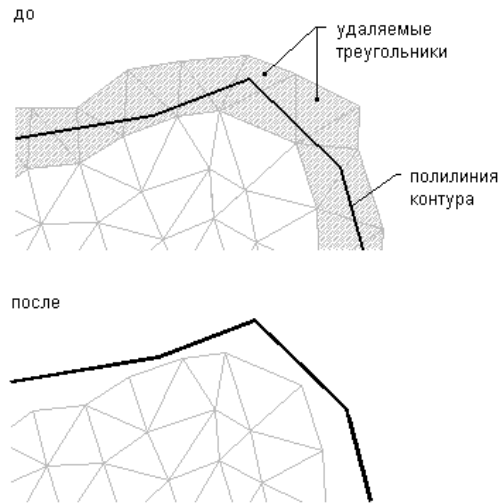 до
удаляемые
треугольники
полилиния
контура
после